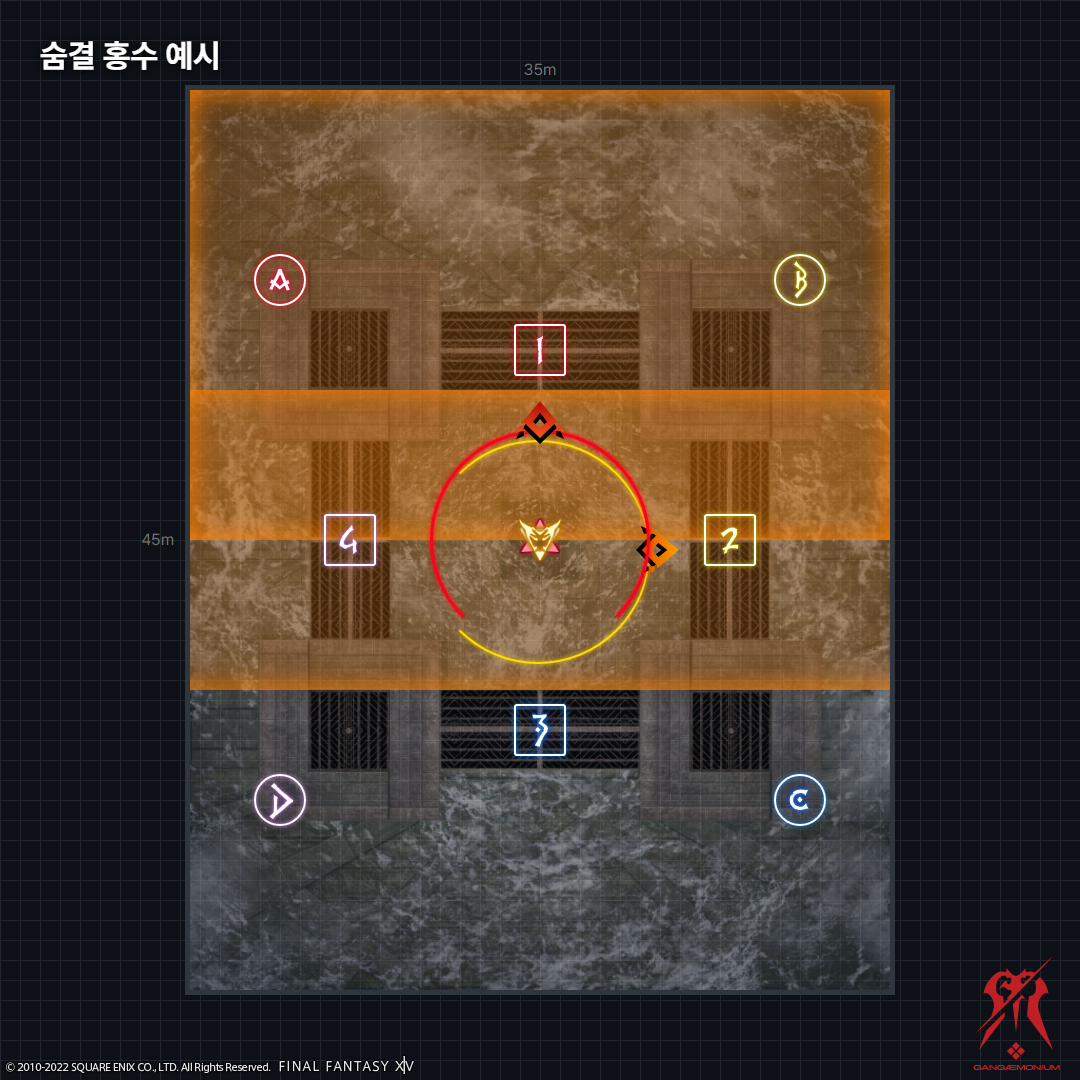 숨결 홍수 예시
35m
A
B
1
45m
4
2
3
D
C
© 2010-2022 SQUARE ENIX CO., LTD. All Rights Reserved. FINAL FANTASY XIV
GANGÆMONIUM